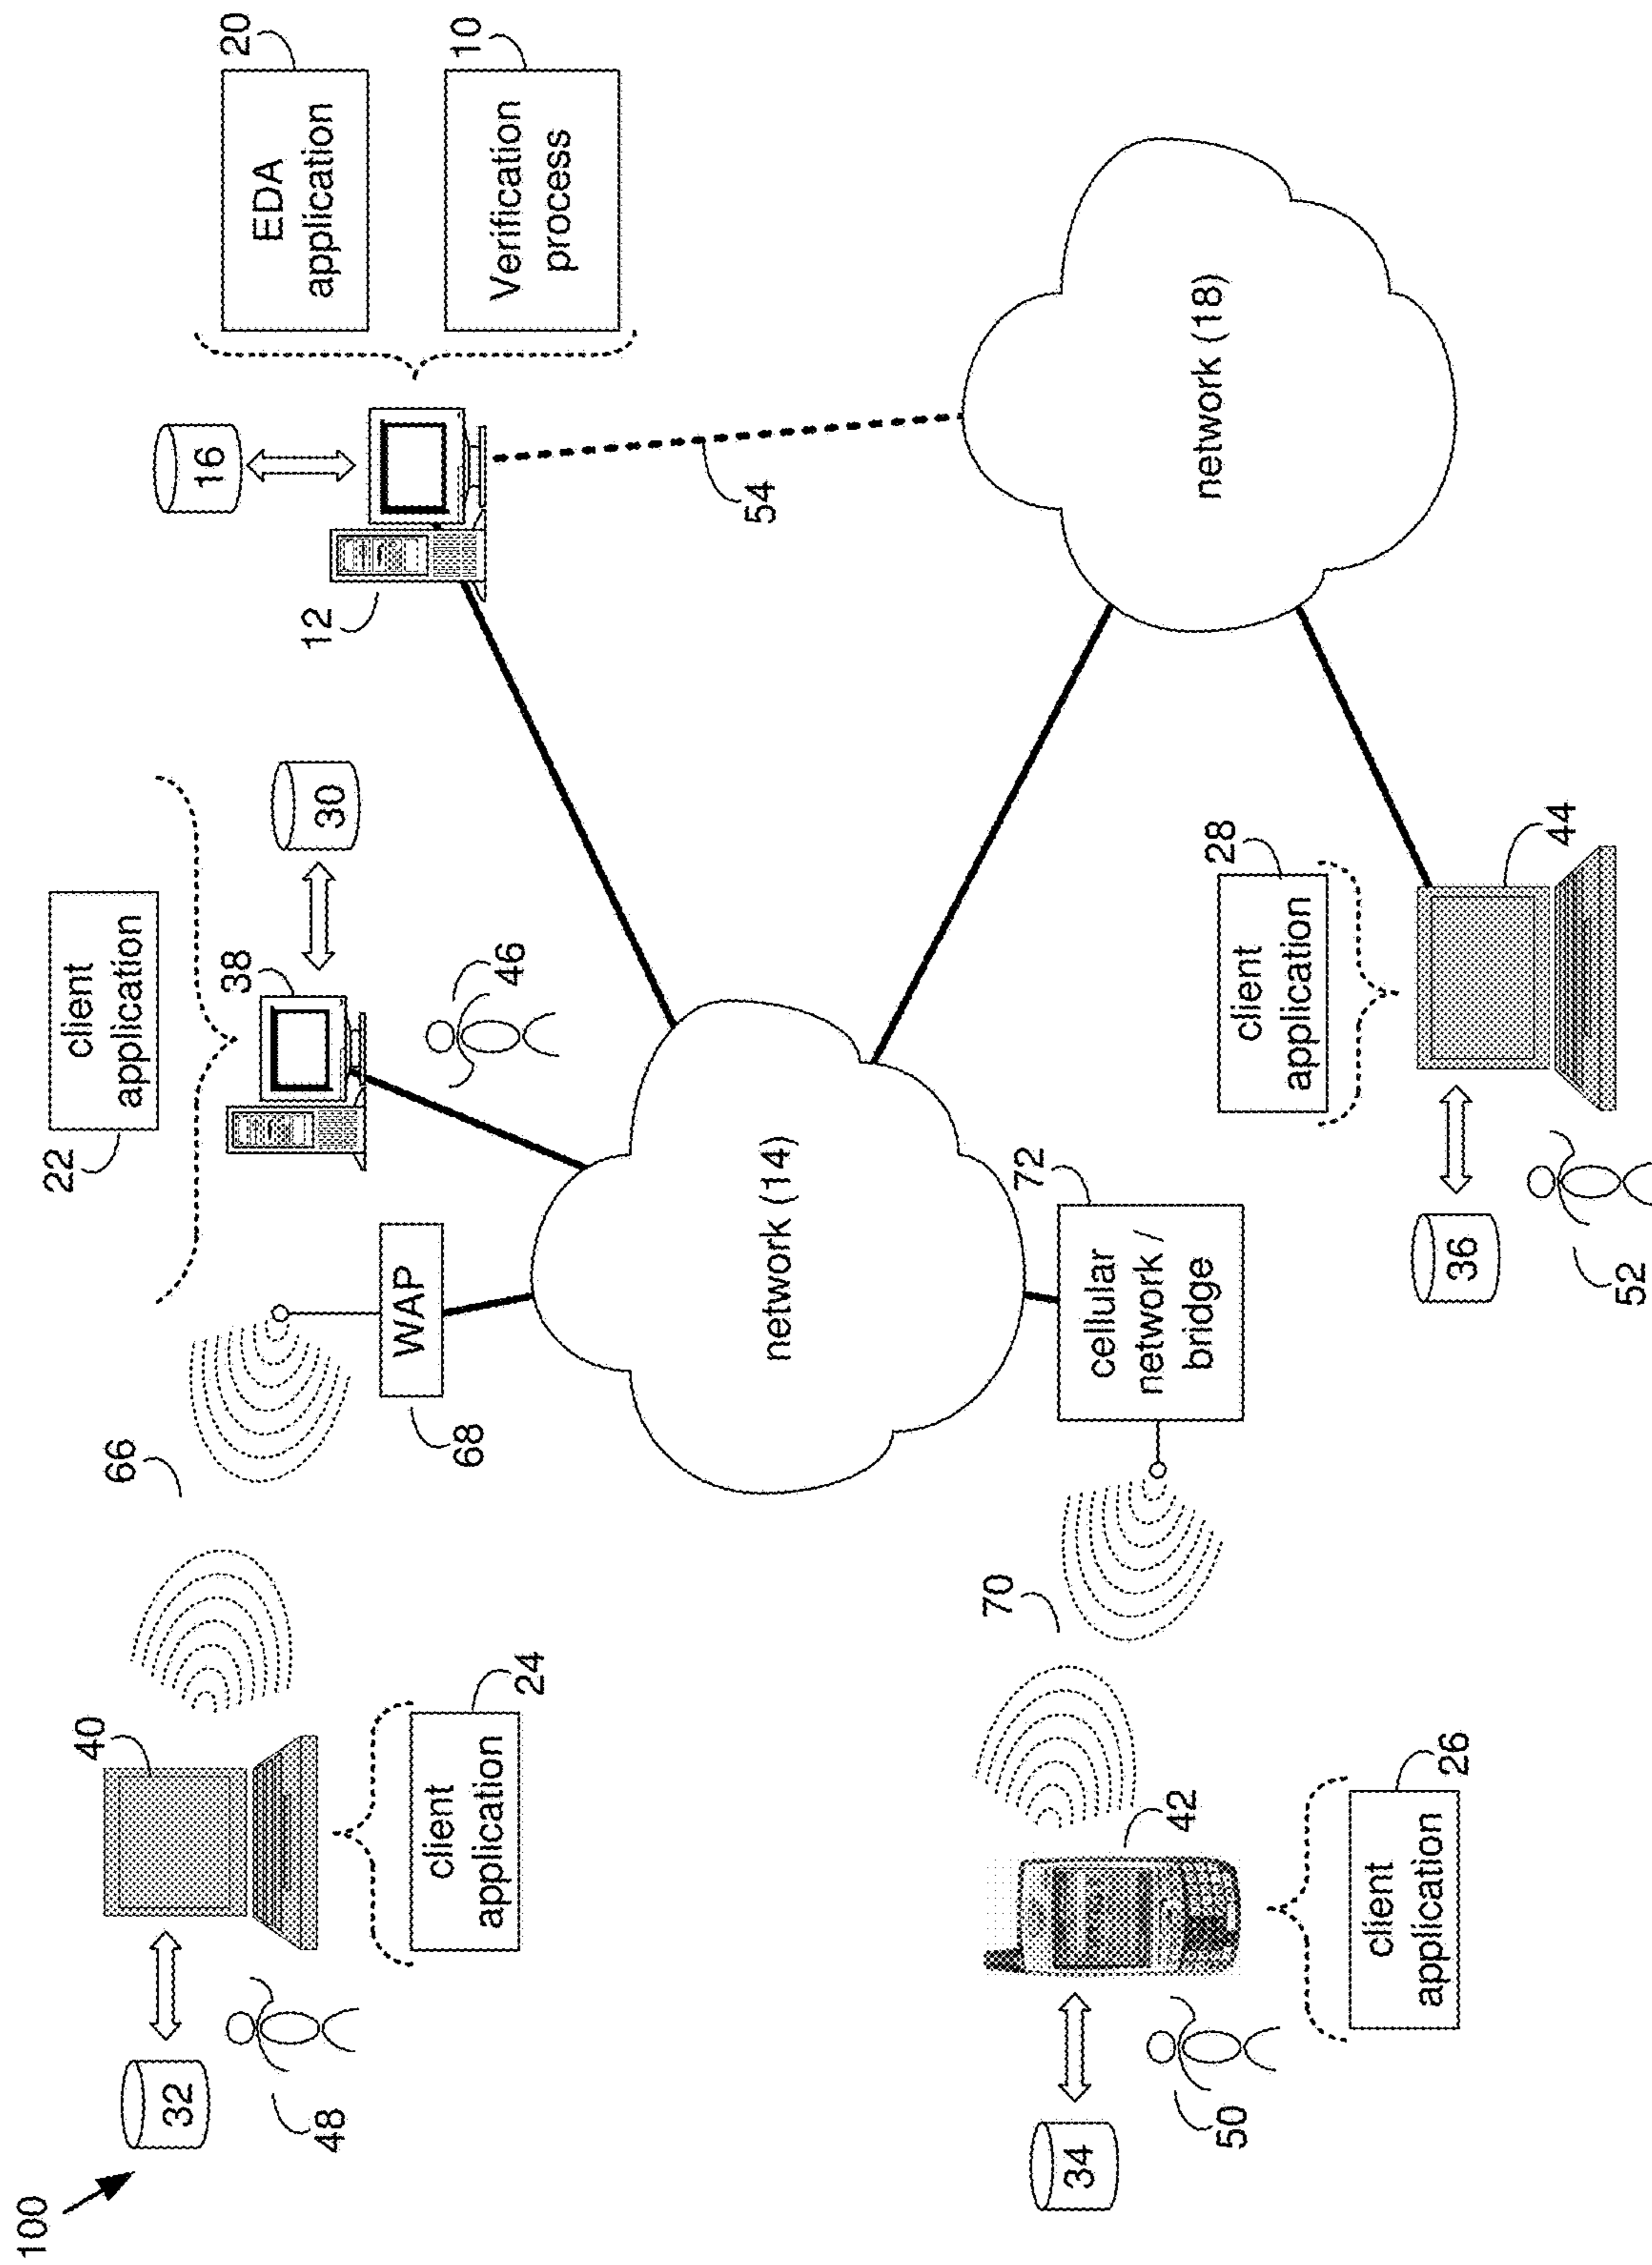 100
32
48
40
24
client
application
66
22
client
application
38
30
46
WAP
68
16
12
20
EDA
application
10
Verification
process
54
network (14)
network (18)
34
50
42
26
client
application
70
72
cellular
network /
bridge
28
client
application
44
36
52